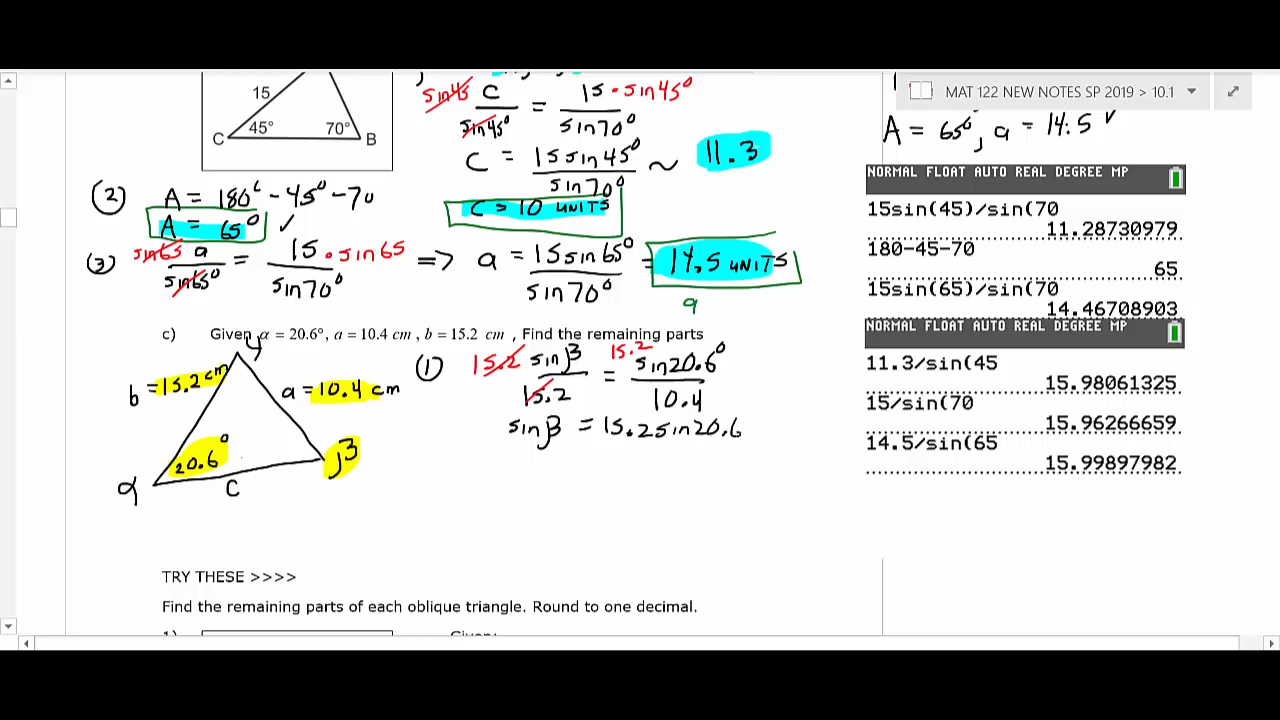 MAT 122 NEW NOTES SP 2019 > 10.1
15
C 45° 70° B
sin45 c / sin45° = 15 · sin45° / sin70°
c = 15 sin45° / sin70° ~ 11.3
c = 10 UNITS
(2) A = 180° - 45° - 70
A = 65° ✓
(3) sin65 a / sin65° = 15 · sin65 / sin70° => a = 15 sin65° / sin70° = 14.5 UNITS
a
A = 65°, a = 14.5
NORMAL FLOAT AUTO REAL DEGREE MP
15sin(45)/sin(70
11.28730979
180-45-70
65
15sin(65)/sin(70
14.46708903
NORMAL FLOAT AUTO REAL DEGREE MP
11.3/sin(45
15.98061325
15/sin(70
15.96266659
14.5/sin(65
15.99897982
c) Given α = 20.6°, a = 10.4 cm , b = 15.2 cm , Find the remaining parts
γ
b = 15.2 cm a = 10.4 cm
20.6° β
α c
(1) 15.2 sinβ / 15.2 = 15.2 sin20.6° / 10.4
sinβ = 15.2sin20.6
TRY THESE >>>>
Find the remaining parts of each oblique triangle. Round to one decimal.